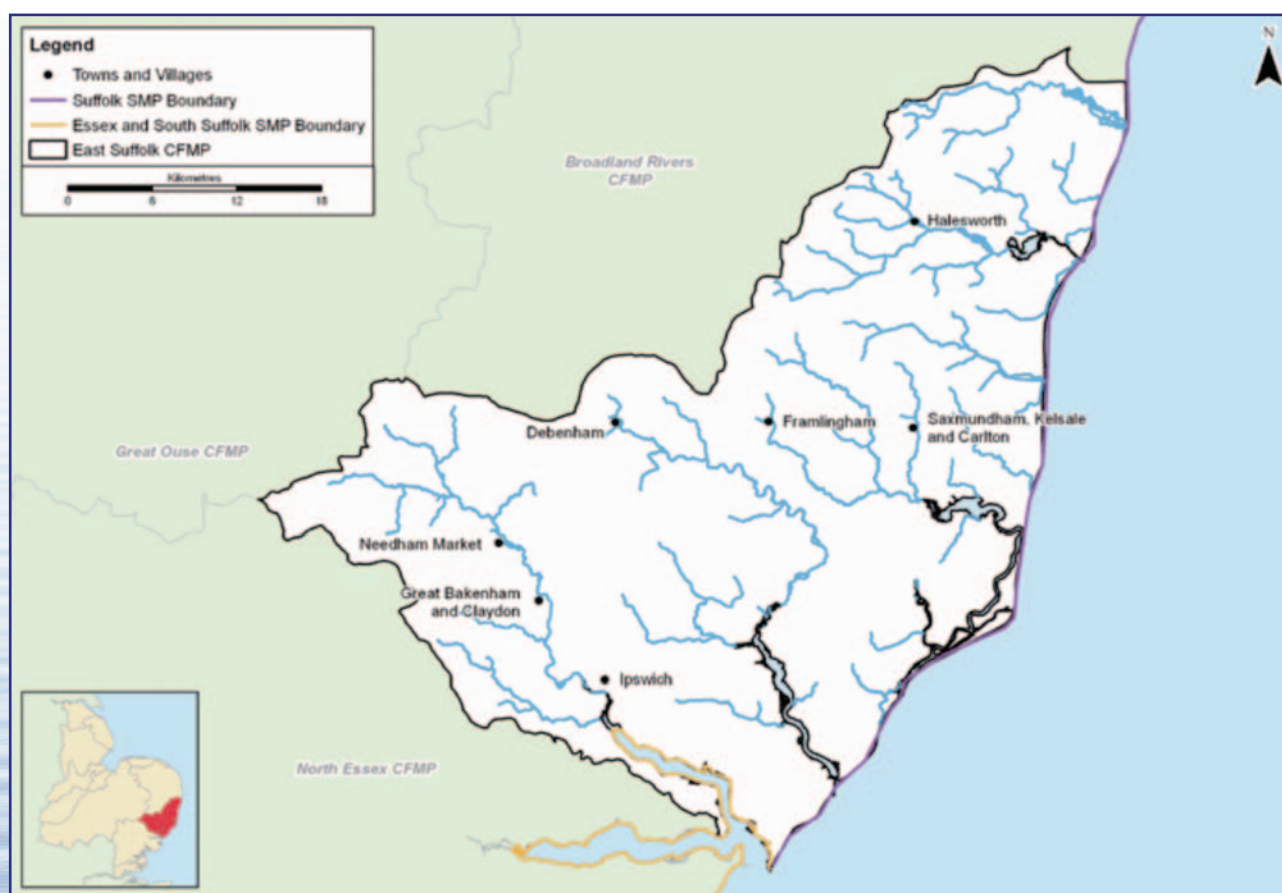 Legend
Towns and Villages
Suffolk SMP Boundary
Essex and South Suffolk SMP Boundary
East Suffolk CFMP
Kilometres
0 6 12 18
N
Broadland Rivers
CFMP
Halesworth
Debenham
Framlingham
Saxmundham, Kelsale
and Carlton
Great Ouse CFMP
Needham Market
Great Bakenham
and Claydon
Ipswich
North Essex CFMP